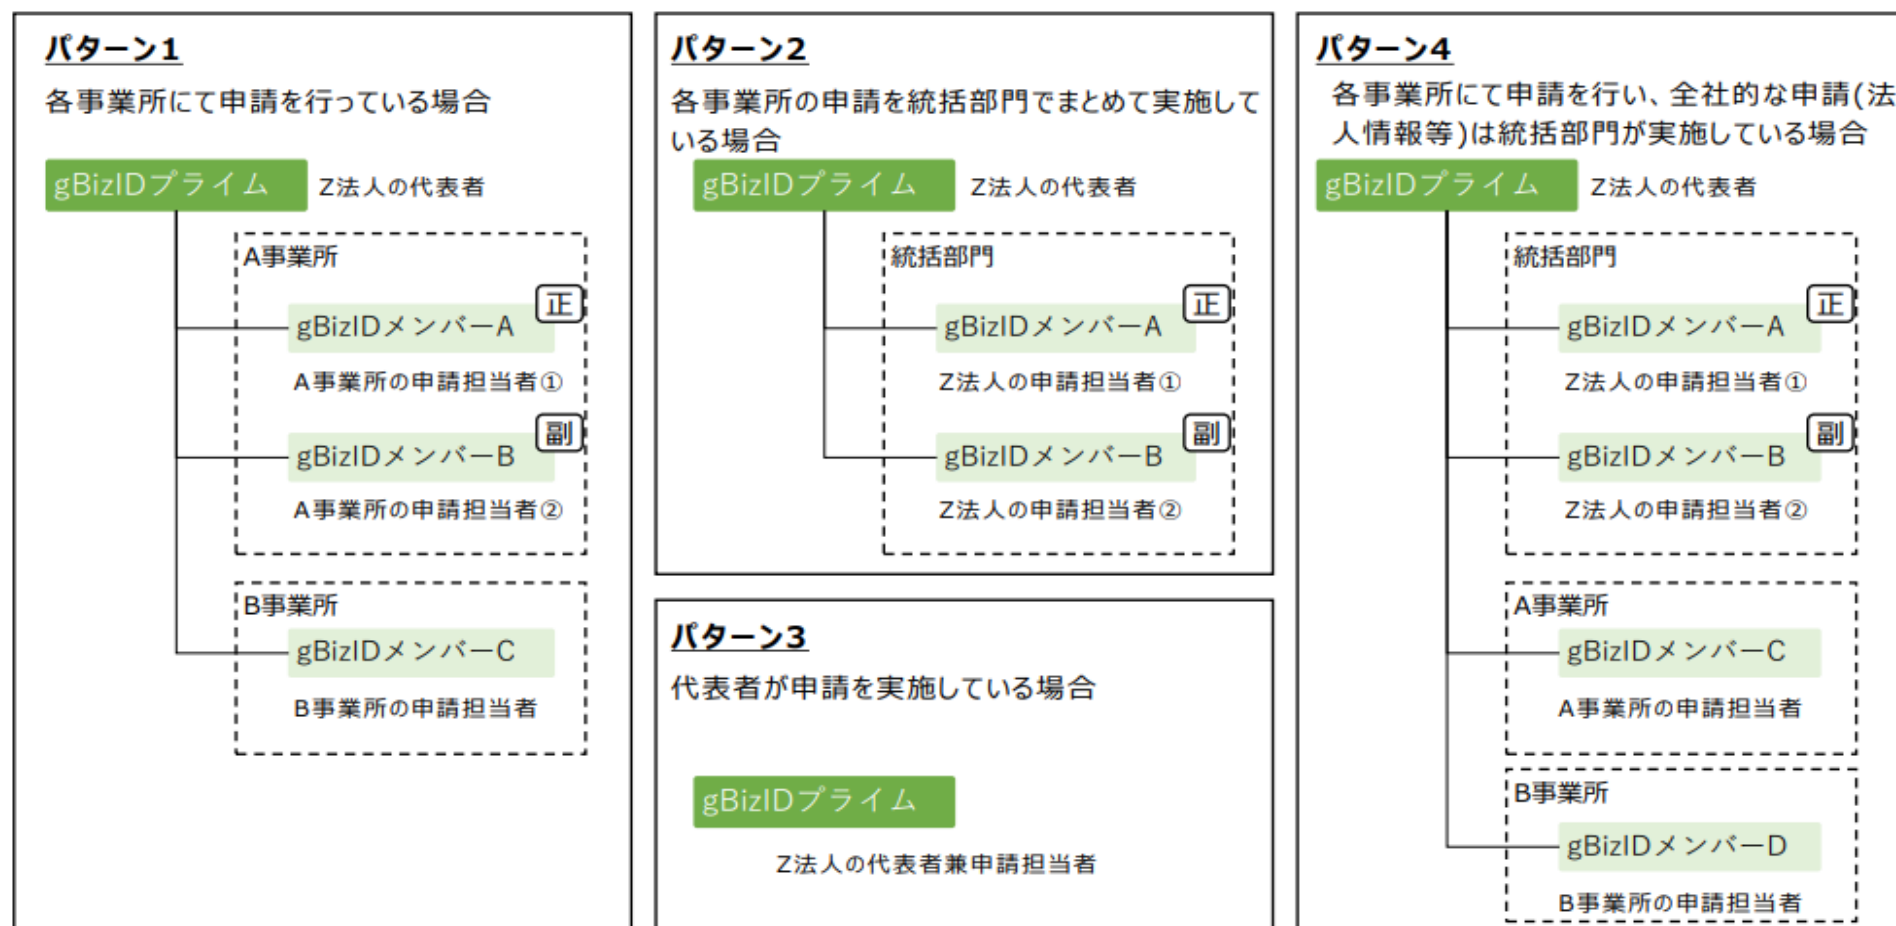 パターン1
各事業所にて申請を行っている場合
gBizIDプライム Z法人の代表者
A事業所
正
gBizIDメンバーA
A事業所の申請担当者①
副
gBizIDメンバーB
A事業所の申請担当者②
B事業所
gBizIDメンバーC
B事業所の申請担当者
パターン2
各事業所の申請を統括部門でまとめて実施して
いる場合
gBizIDプライム Z法人の代表者
統括部門
正
gBizIDメンバーA
Z法人の申請担当者①
副
gBizIDメンバーB
Z法人の申請担当者②
パターン3
代表者が申請を実施している場合
gBizIDプライム
Z法人の代表者兼申請担当者
パターン4
各事業所にて申請を行い、全社的な申請(法
人情報等)は統括部門が実施している場合
gBizIDプライム Z法人の代表者
統括部門
正
gBizIDメンバーA
Z法人の申請担当者①
副
gBizIDメンバーB
Z法人の申請担当者②
A事業所
gBizIDメンバーC
A事業所の申請担当者
B事業所
gBizIDメンバーD
B事業所の申請担当者